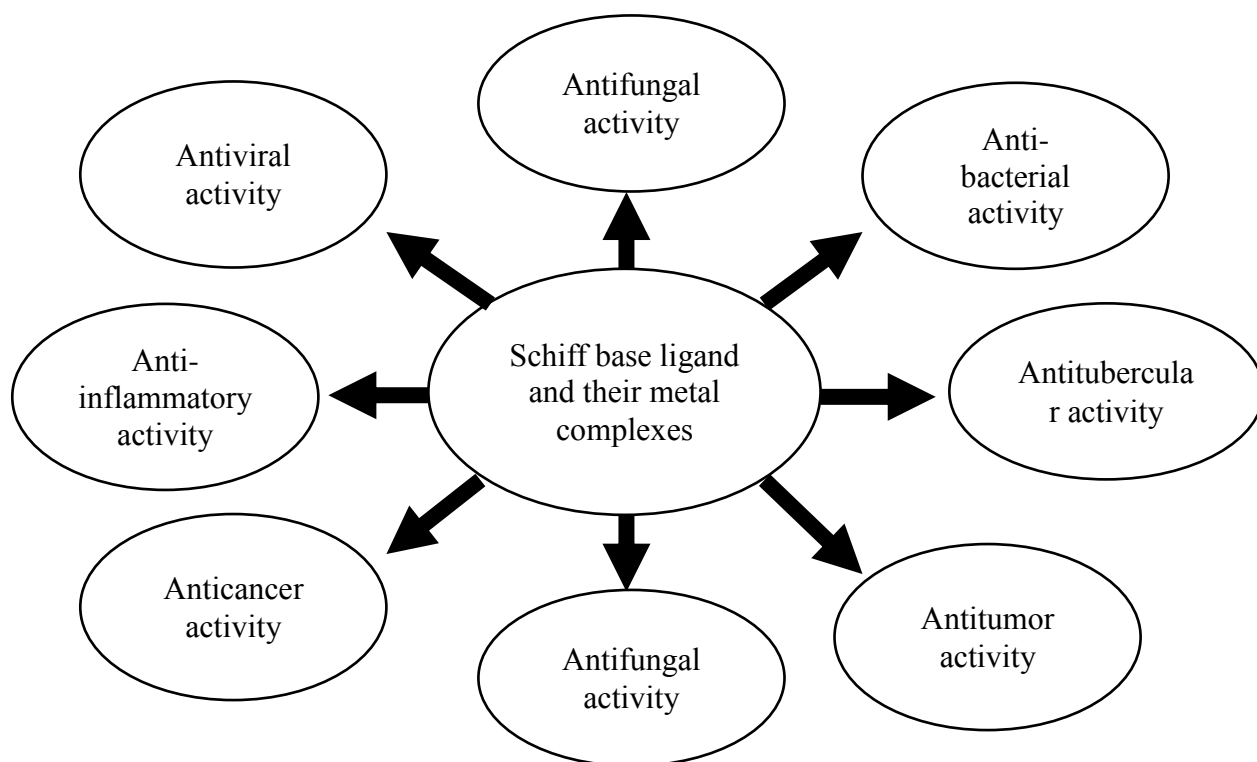 Antifungal
activity
Antiviral
activity
Anti-
bacterial
activity
Anti-
inflammatory
activity
Schiff base ligand
and their metal
complexes
Antitubercula
r activity
Anticancer
activity
Antifungal
activity
Antitumor
activity